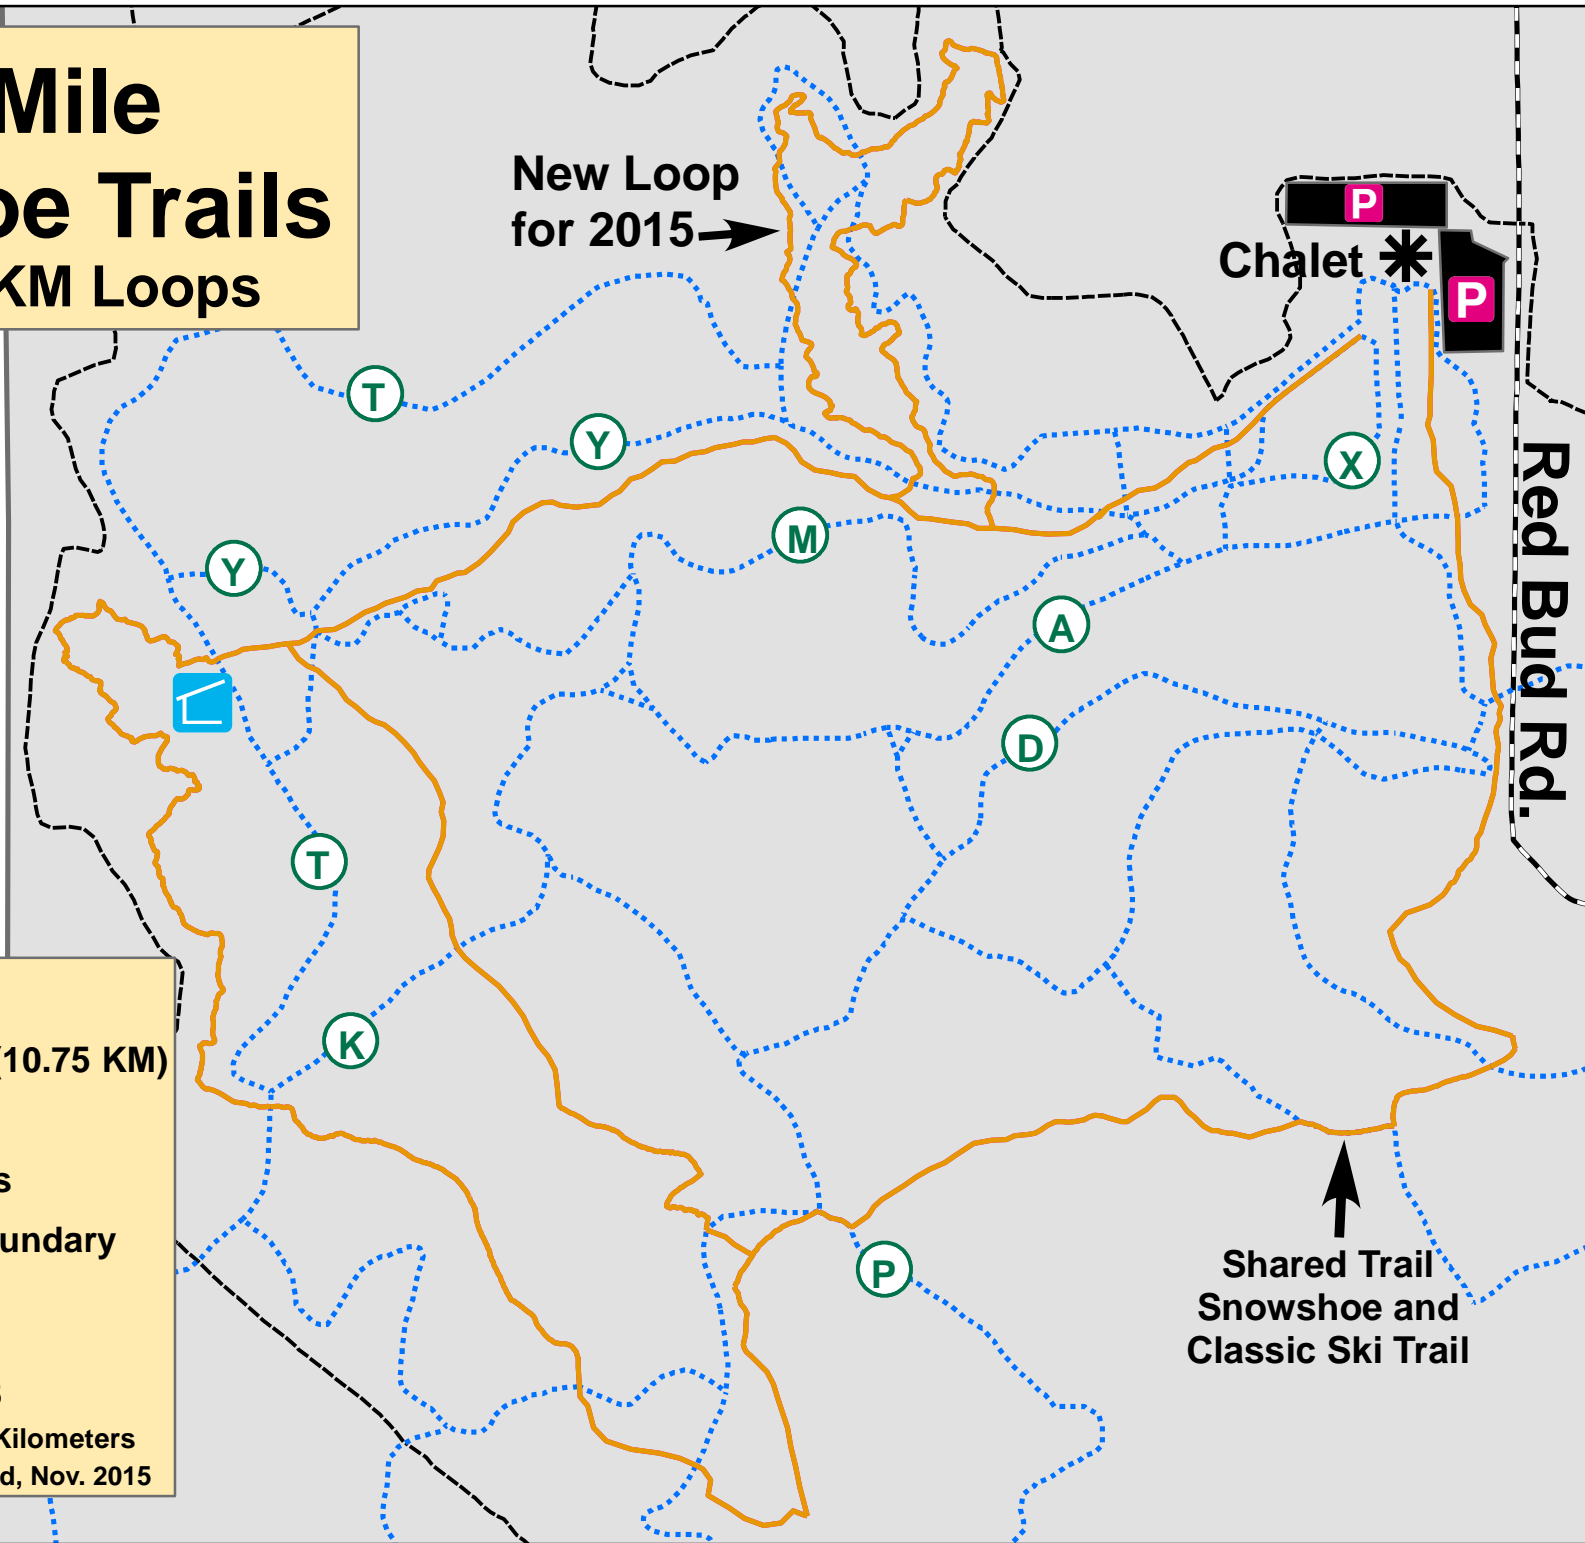 Mile
oe Trails
KM Loops
New Loop
for 2015
P
Chalet
P
T
Y
X
M
Y
A
Red Bud Rd.
D
T
K
(10.75 KM)
s
undary
P
Shared Trail
Snowshoe and
Classic Ski Trail
Kilometers
d, Nov. 2015